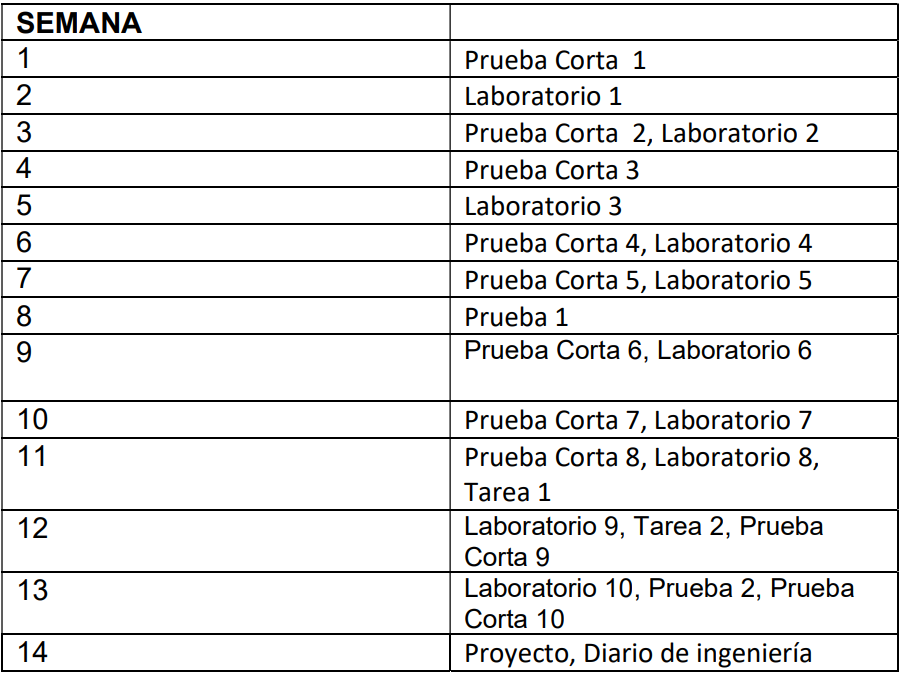 SEMANA
1 Prueba Corta  1
2 Laboratorio 1
3 Prueba Corta  2, Laboratorio 2
4 Prueba Corta 3
5 Laboratorio 3
6 Prueba Corta 4, Laboratorio 4
7 Prueba Corta 5, Laboratorio 5
8 Prueba 1
9 Prueba Corta 6, Laboratorio 6
10 Prueba Corta 7, Laboratorio 7
11 Prueba Corta 8, Laboratorio 8,
Tarea 1
12 Laboratorio 9, Tarea 2, Prueba
Corta 9
13 Laboratorio 10, Prueba 2, Prueba
Corta 10
14 Proyecto, Diario de ingeniería